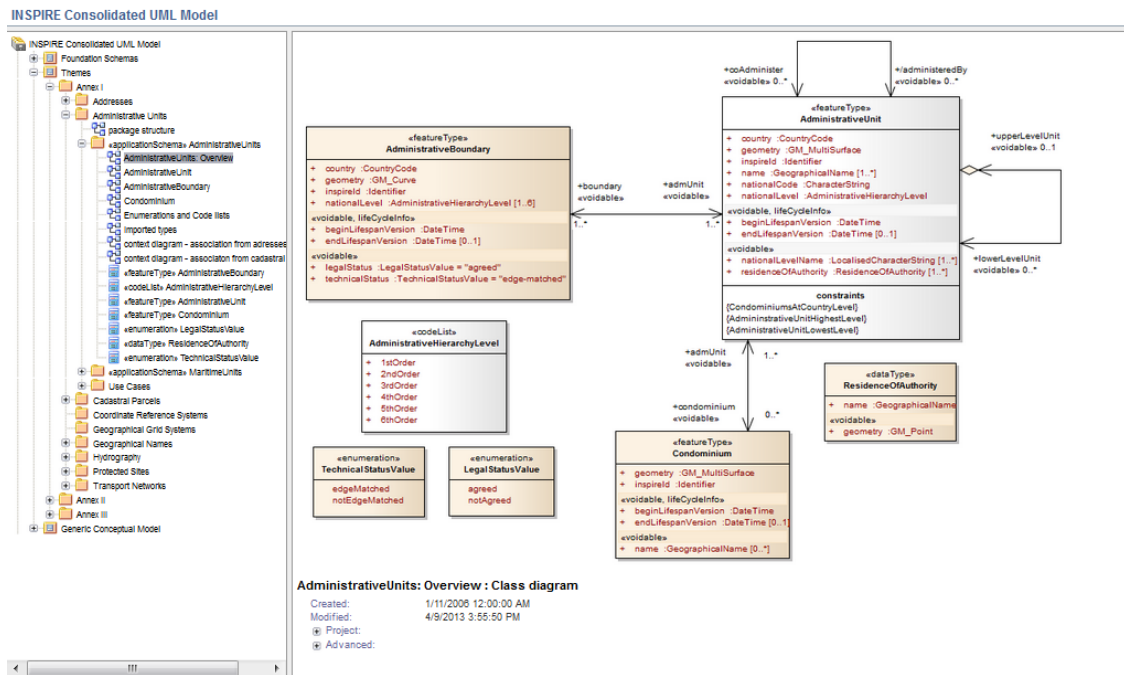 INSPIRE Consolidated UML Model
INSPIRE Consolidated UML Model
Foundation Schemas
Themes
Annex I
Addresses
Administrative Units
package structure
«applicationSchema» AdministrativeUnits
AdministrativeUnits: Overview
AdministrativeUnit
AdministrativeBoundary
Condominium
Enumerations and Code lists
Imported types
context diagram - association from adresses
context diagram - associaton from cadastral
«featureType» AdministrativeBoundary
«codeList» AdministrativeHierarchyLevel
«featureType» AdministrativeUnit
«featureType» Condominium
«enumeration» LegalStatusValue
«dataType» ResidenceOfAuthority
«enumeration» TechnicalStatusValue
«applicationSchema» MaritimeUnits
Use Cases
Cadastral Parcels
Coordinate Reference Systems
Geographical Grid Systems
Geographical Names
Hydrography
Protected Sites
Transport Networks
Annex II
Annex III
Generic Conceptual Model
+coAdminister
«voidable» 0..*
+/administeredBy
«voidable» 0..*
«featureType»
AdministrativeUnit
+ country :CountryCode
+ geometry :GM_MultiSurface
+ inspireId :Identifier
+ name :GeographicalName [1..*]
+ nationalCode :CharacterString
+ nationalLevel :AdministrativeHierarchyLevel
«voidable, lifeCycleInfo»
+ beginLifespanVersion :DateTime
+ endLifespanVersion :DateTime [0..1]
«voidable»
+ nationalLevelName :LocalisedCharacterString [1..*]
+ residenceOfAuthority :ResidenceOfAuthority [1..*]
constraints
{CondominiumsAtCountryLevel}
{AdmininstrativeUnitHighestLevel}
{AdministrativeUnitLowestLevel}
+upperLevelUnit
«voidable» 0..1
+lowerLevelUnit
«voidable» 0..*
«featureType»
AdministrativeBoundary
+ country :CountryCode
+ geometry :GM_Curve
+ inspireId :Identifier
+ nationalLevel :AdministrativeHierarchyLevel [1..6]
«voidable, lifeCycleInfo»
+ beginLifespanVersion :DateTime
+ endLifespanVersion :DateTime [0..1]
«voidable»
+ legalStatus :LegalStatusValue = "agreed"
+ technicalStatus :TechnicalStatusValue = "edge-matched"
+boundary
«voidable»
1..*
+admUnit
«voidable»
1..*
«codeList»
AdministrativeHierarchyLevel
+ 1stOrder
+ 2ndOrder
+ 3rdOrder
+ 4thOrder
+ 5thOrder
+ 6thOrder
+admUnit
«voidable»
1..*
+condominium
«voidable»
0..*
«dataType»
ResidenceOfAuthority
+ name :GeographicalName
«voidable»
+ geometry :GM_Point
«enumeration»
TechnicalStatusValue
edgeMatched
notEdgeMatched
«enumeration»
LegalStatusValue
agreed
notAgreed
«featureType»
Condominium
+ geometry :GM_MultiSurface
+ inspireId :Identifier
«voidable, lifeCycleInfo»
+ beginLifespanVersion :DateTime
+ endLifespanVersion :DateTime [0..1]
«voidable»
+ name :GeographicalName [0..*]
AdministrativeUnits: Overview : Class diagram
Created: 1/11/2006 12:00:00 AM
Modified: 4/9/2013 3:55:50 PM
Project:
Advanced: